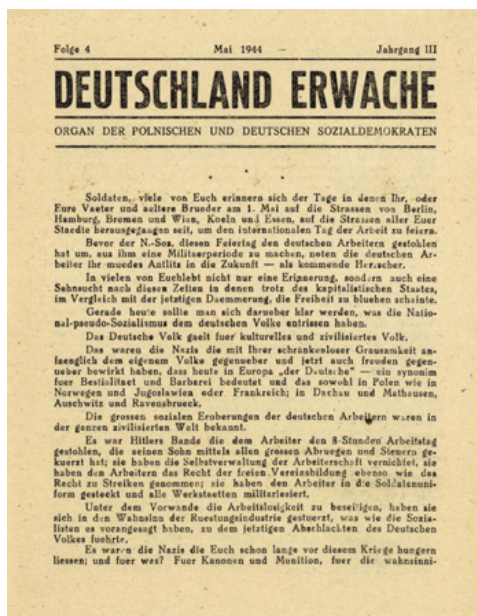 Folge 4 Mai 1944 Jahrgang III
DEUTSCHLAND ERWACHE
ORGAN DER POLNISCHEN UND DEUTSCHEN SOZIALDEMOKRATEN
Soldaten, viele von Euch erinnern sich der Tage in denen Ihr, oder
Eure Vaeter und aeltere Brueder am 1. Mai auf die Strassen von Berlin,
Hamburg, Bremen und Wien, Koeln und Essen, auf die Strassen aller Euer
Staedte herausgegangen seit, um den internationalen Tag der Arbeit zu feiern.
Bevor der N.-Soz. diesen Feiertag den deutschen Arbeitern gestohlen
hat um, aus ihm eine Militaerperiode zu machen, noten die deutschen Ar-
beiter ihr muedes Antlitz in die Zukunft — als kommende Herrscher.
In vielen von Euchlebt nicht nur eine Erinnerung, sondern auch eine
Sehnsucht nach diesen Zeiten in denen trotz des kapitalistischen Staates,
im Vergleich mit der jetztigen Daemmerung, die Freiheit zu bluehen scheinte.
Gerade heute sollte man sich darueber klar werden, was die Natio-
nal-pseudo-Sozialismus dem deutschen Volke entrissen haben.
Das Deutsche Volk gaelt fuer kulturelles und zivilisiertes Volk.
Das waren die Nazis die mit Ihrer schrankenloser Grausamkeit an-
faenglich dem eigenem Volke gegenueber und jetzt auch freuden gegen-
ueber bewirkt haben, dass heute in Europa „der Deutsche" — ein synonim
fuer Bestialitaet und Barbarei bedeutet und das sowohl in Polen wie in
Norwegen und Jugoslawien oder Frankreich; in Dachau und Mathausen,
Auschwitz und Ravensbrueck.
Die grossen sozialen Eroberungen der deutschen Arbeitern waren in
der ganzen zivilisierten Welt bekannt.
Es war Hitlers Bande die dem Arbeiter den 8-Stunden Arbeitstag
gestohlen, die seinen Sohn mittels allen grossen Abruegen und Steuern ge-
kuerzt hat; sie haben die Selbstverwaltung der Arbeiterschaft vernichtet, sie
haben den Arbeitern das Recht der freien Vereinsbildung ebenso wie das
Recht zu Streiken genommen; sie haben den Arbeiter in die Soldatenuni-
form gesteckt und alle Werkstaetten militarisiert.
Unter dem Vorwande die Arbeitslosigkeit zu beseitigen, haben sie
sich in den Wahnsinn der Ruestungsindustrie gestuerzt, was wie die Sozia-
listen es vorangesagt haben, zu dem jetztigen Abschlachten des Deutschen
Volkes fuehrte.
Es waren die Nazis die Euch schon lange vor diesem Kriege hungern
liessen; und fuer was? Fuer Kanonen und Munition, fuer die wahnsinni-